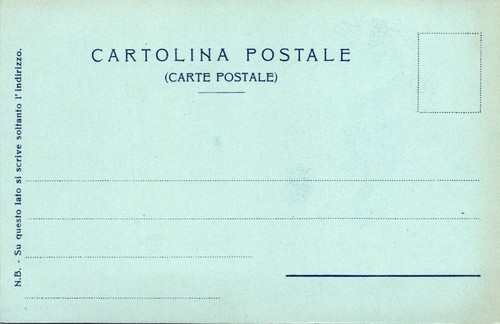 CARTOLINA POSTALE
(CARTE POSTALE)
N.B. - Su questo lato si scrive soltanto l'indirizzo.